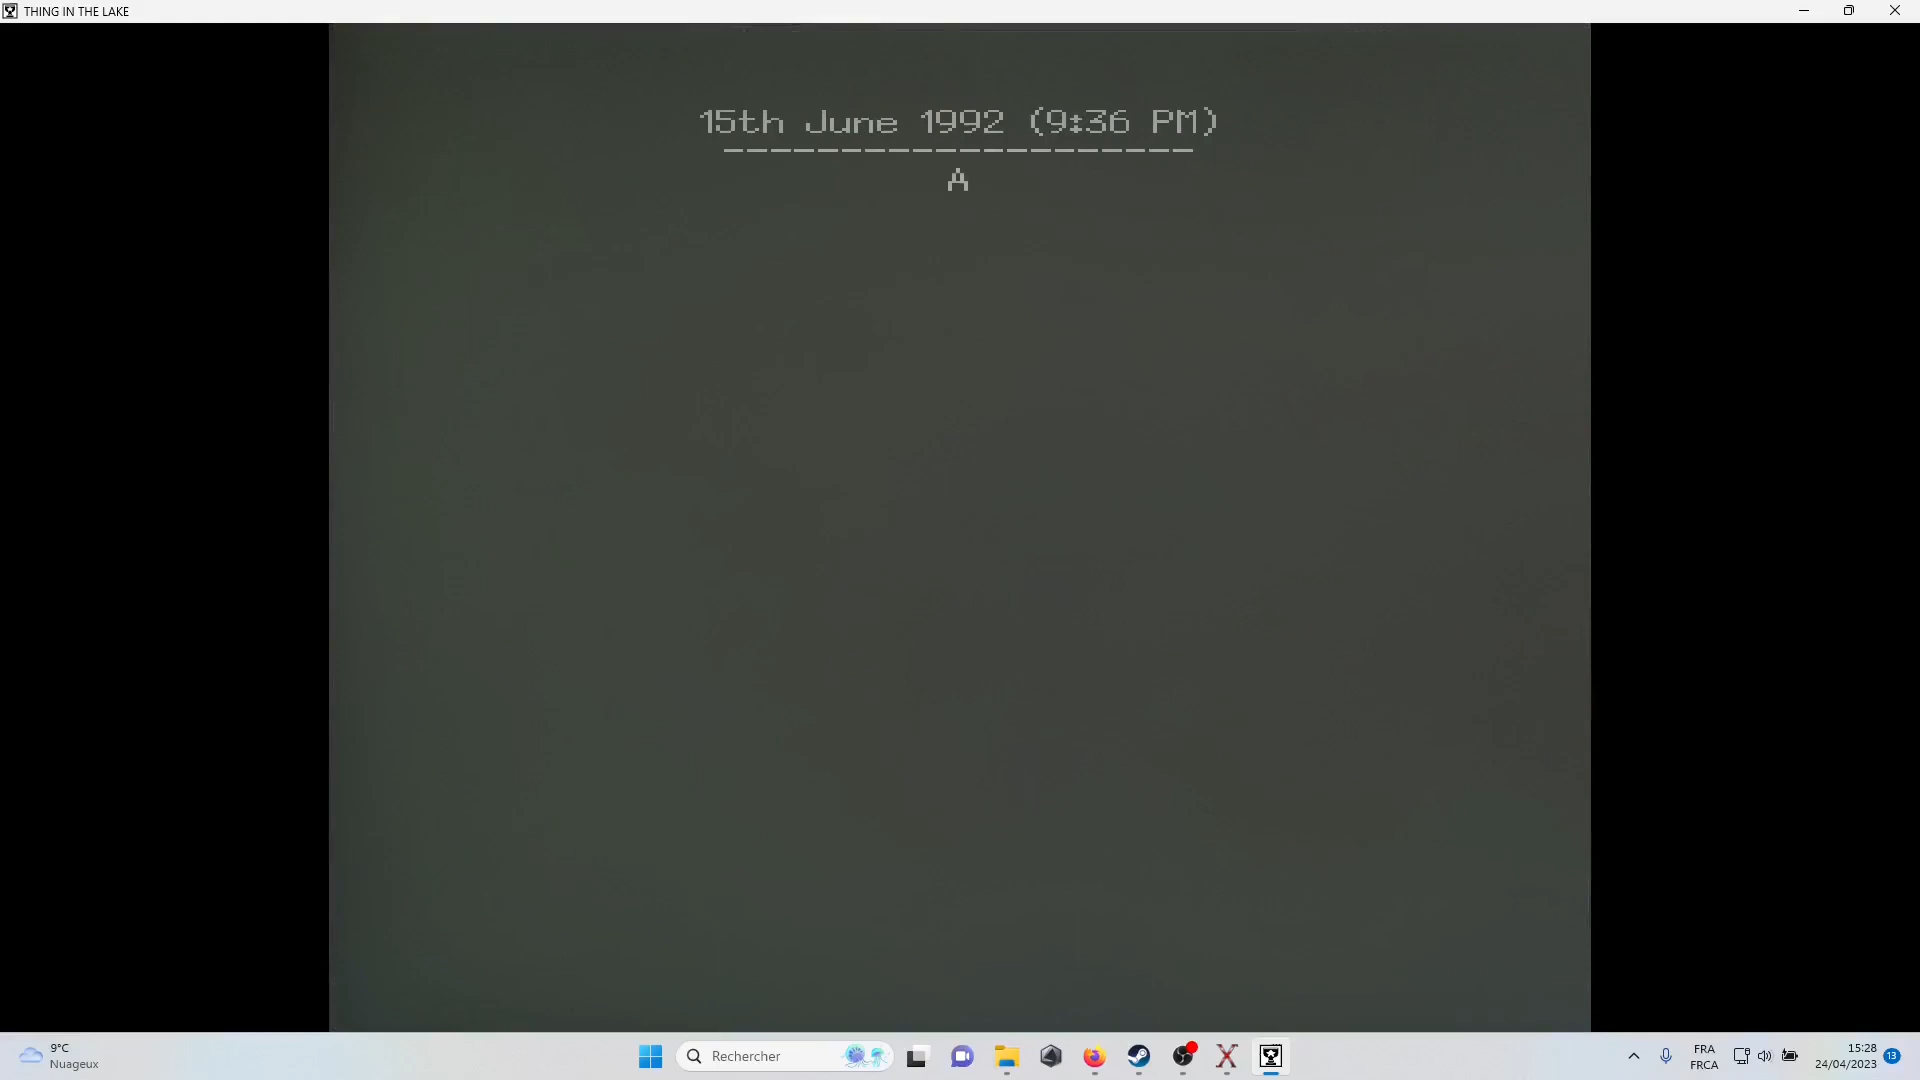 THING IN THE LAKE
15th June 1992 (9:36 PM)
--------------------
A
9°C
Nuageux
Rechercher
FRA
FRCA
15:28
24/04/2023
13